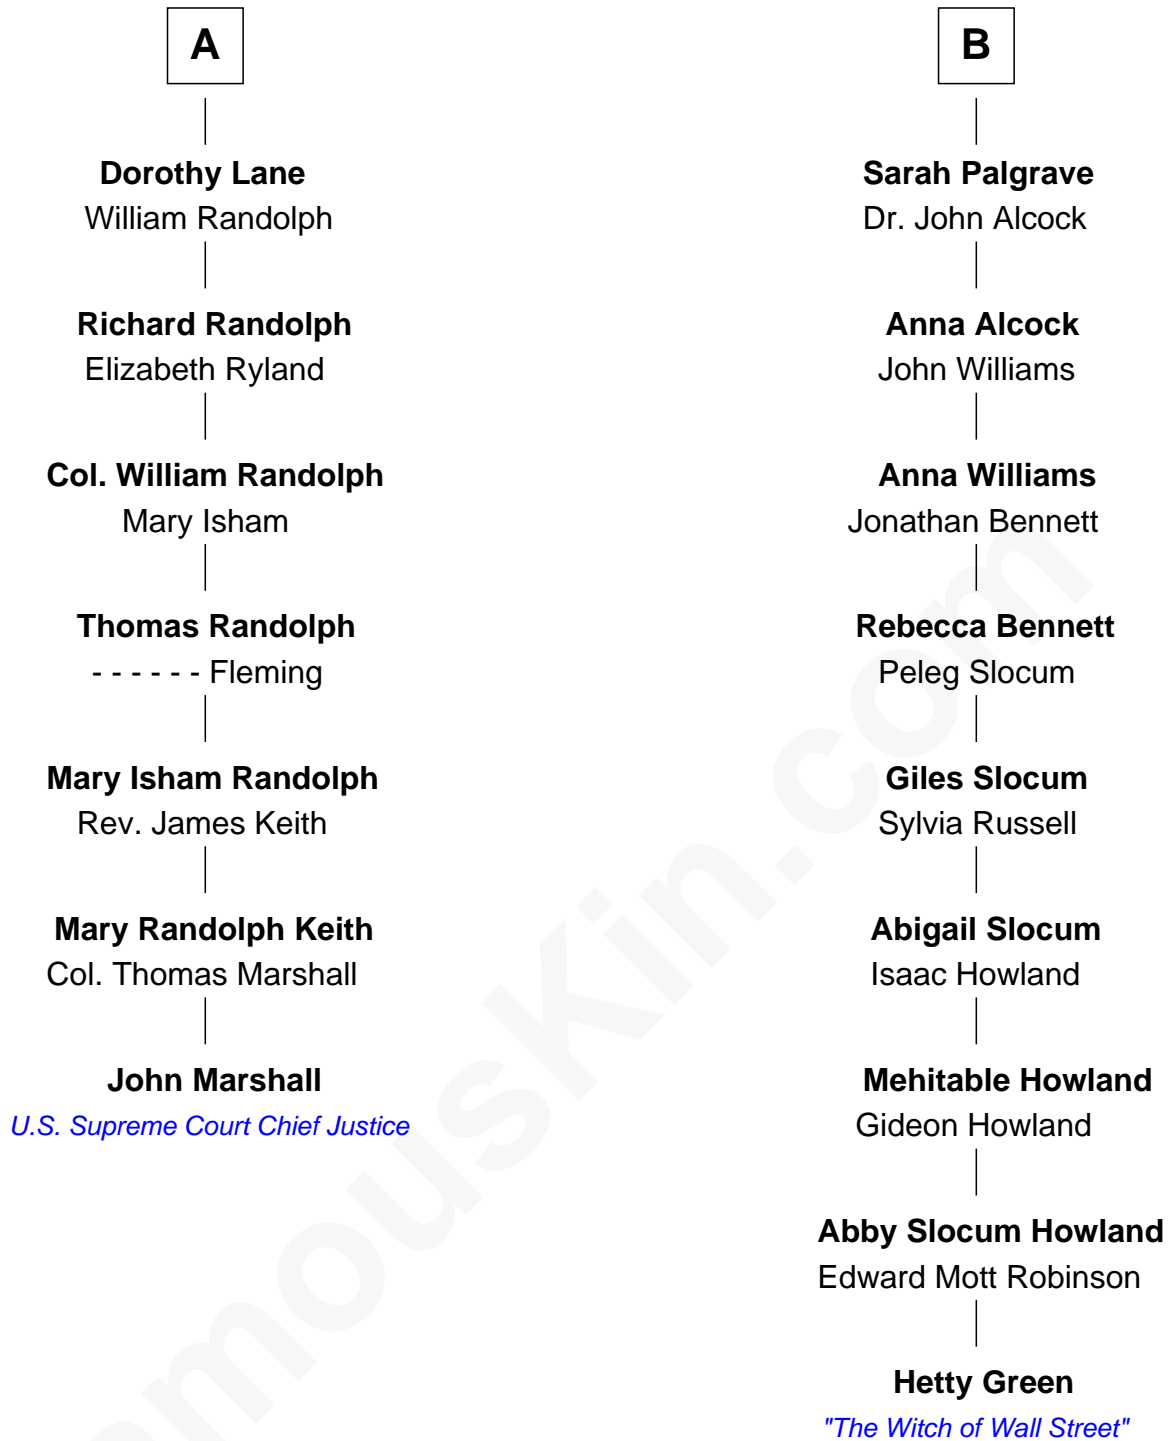 A
Dorothy Lane
William Randolph
Richard Randolph
Elizabeth Ryland
Col. William Randolph
Mary Isham
Thomas Randolph
- - - - - - Fleming
Mary Isham Randolph
Rev. James Keith
Mary Randolph Keith
Col. Thomas Marshall
John Marshall
U.S. Supreme Court Chief Justice
B
Sarah Palgrave
Dr. John Alcock
Anna Alcock
John Williams
Anna Williams
Jonathan Bennett
Rebecca Bennett
Peleg Slocum
Giles Slocum
Sylvia Russell
Abigail Slocum
Isaac Howland
Mehitable Howland
Gideon Howland
Abby Slocum Howland
Edward Mott Robinson
Hetty Green
"The Witch of Wall Street"
amousKin.com